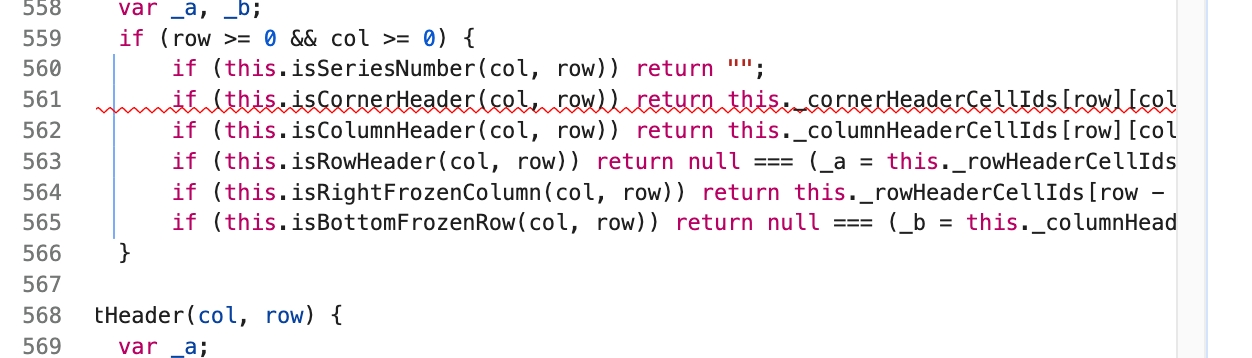 558 var _a, _b;
559 if (row >= 0 && col >= 0) {
560 if (this.isSeriesNumber(col, row)) return "";
561 if (this.isCornerHeader(col, row)) return this._cornerHeaderCellIds[row][col
562 if (this.isColumnHeader(col, row)) return this._columnHeaderCellIds[row][col
563 if (this.isRowHeader(col, row)) return null === (_a = this._rowHeaderCellIds
564 if (this.isRightFrozenColumn(col, row)) return this._rowHeaderCellIds[row -
565 if (this.isBottomFrozenRow(col, row)) return null === (_b = this._columnHead
566 }
567
568 tHeader(col, row) {
569 var _a;